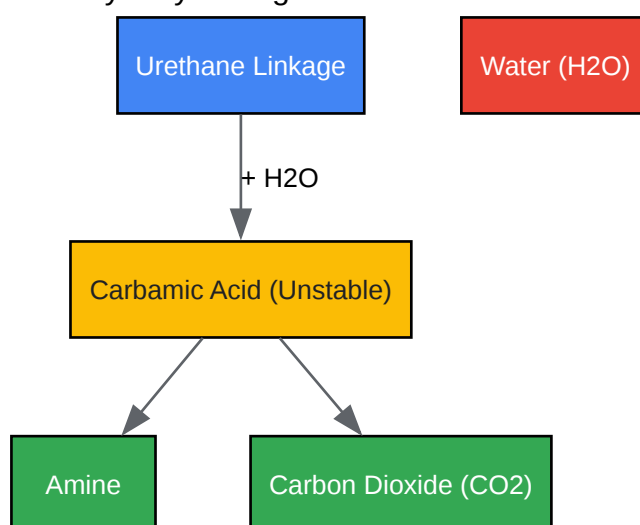 Urethane Linkage
Water (H2O)
+ H2O
Carbamic Acid (Unstable)
Amine
Carbon Dioxide (CO2)